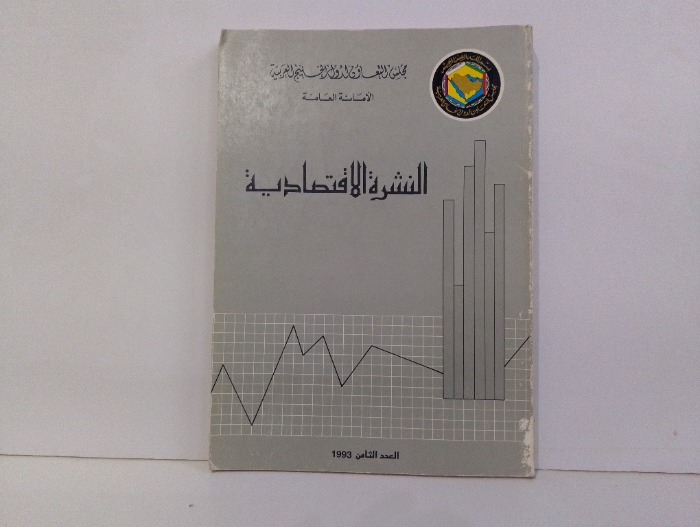 مجلس التعاون لدول الخليج العربية
الأمانة العامة
النشرة الاقتصادية
العدد الثامن 1993